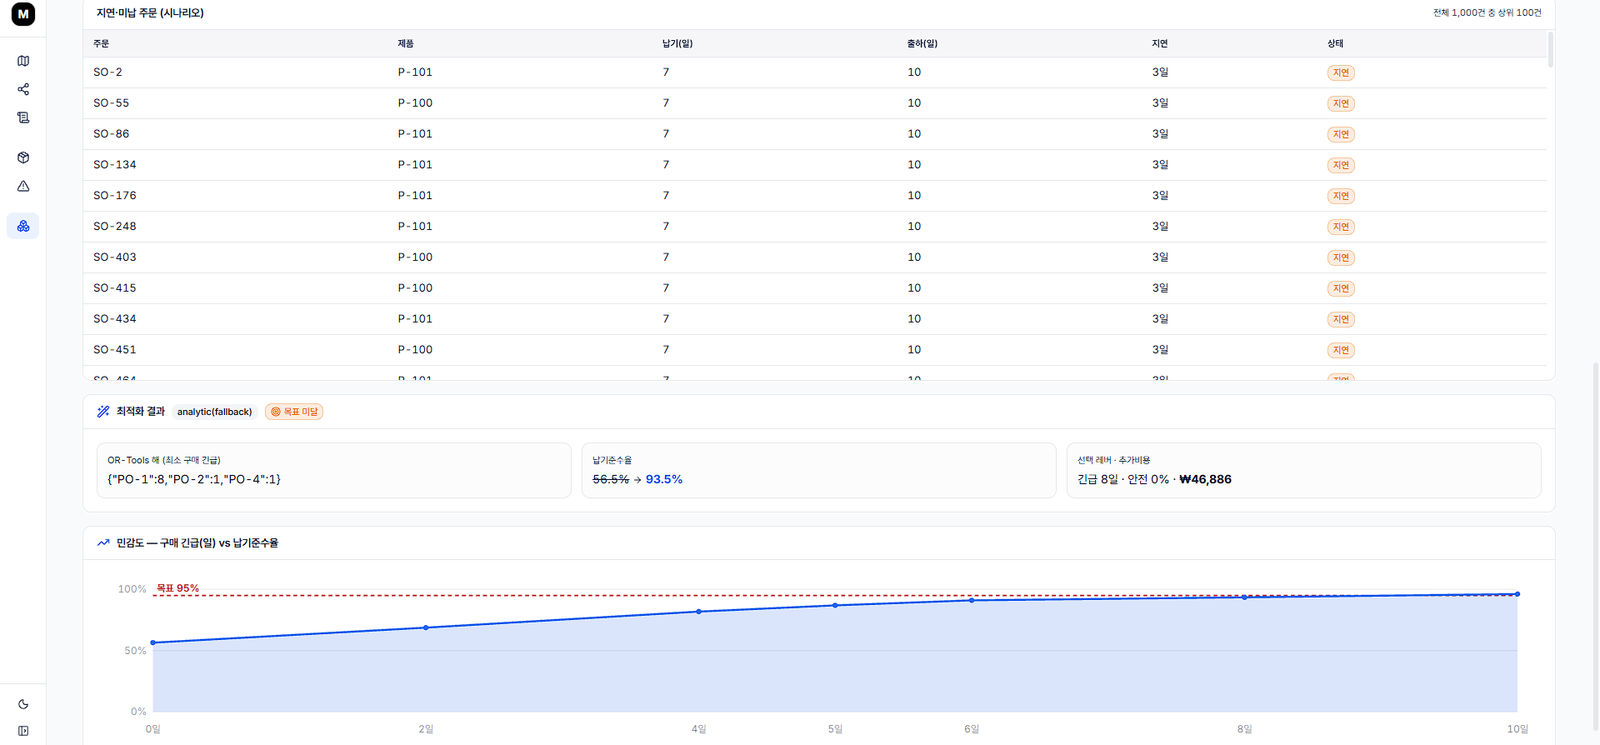 M
지연·미납 주문 (시나리오)
전체 1,000건 중 상위 100건
주문 제품 납기(일) 출하(일) 지연 상태
SO-2 P-101 7 10 3일 지연
SO-55 P-100 7 10 3일 지연
SO-86 P-101 7 10 3일 지연
SO-134 P-101 7 10 3일 지연
SO-176 P-101 7 10 3일 지연
SO-248 P-101 7 10 3일 지연
SO-403 P-100 7 10 3일 지연
SO-415 P-100 7 10 3일 지연
SO-434 P-101 7 10 3일 지연
SO-451 P-100 7 10 3일 지연
SO-464 P-101 7 10 3일 지연
최적화 결과 analytic(fallback) 목표 미달
OR-Tools 해 (최소 구매 긴급)
{"PO-1":8,"PO-2":1,"PO-4":1}
납기준수율
56.5% → 93.5%
선택 레버 · 추가비용
긴급 8일 · 안전 0% · ₩46,886
민감도 — 구매 긴급(일) vs 납기준수율
목표 95%
100%
50%
0%
0일 2일 4일 5일 6일 8일 10일